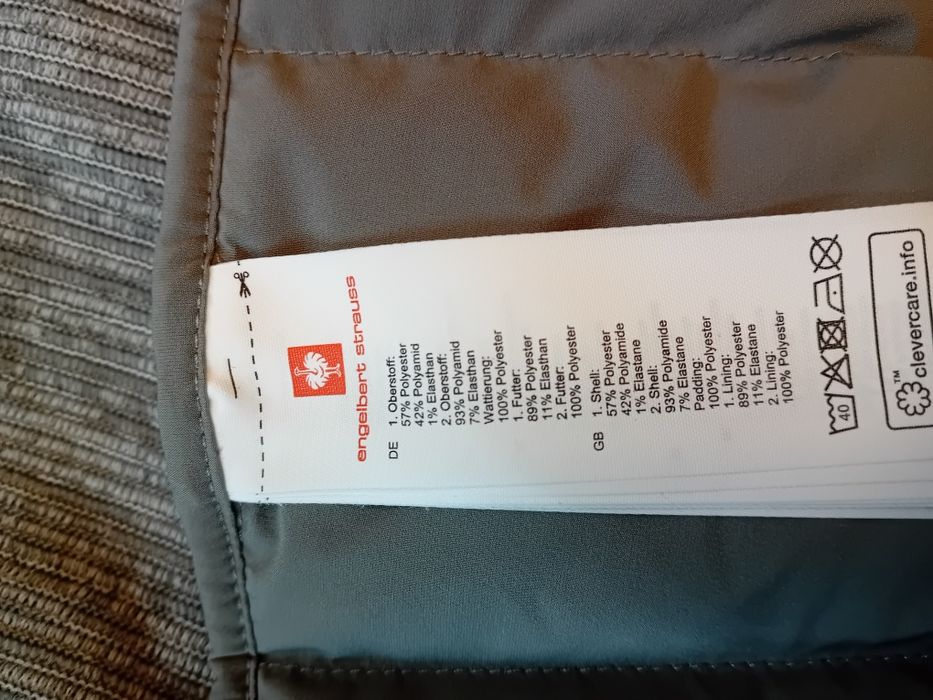 engelbert strauss
DE 1. Oberstoff:
57% Polyester
42% Polyamid
1% Elasthan
2. Oberstoff:
93% Polyamid
7% Elasthan
Wattierung:
100% Polyester
1. Futter:
89% Polyester
11% Elasthan
2. Futter:
100% Polyester
GB 1. Shell:
57% Polyester
42% Polyamide
1% Elastane
2. Shell:
93% Polyamide
7% Elastane
Padding:
100% Polyester
1. Lining:
89% Polyester
11% Elastane
2. Lining:
100% Polyester
40
™clevercare.info